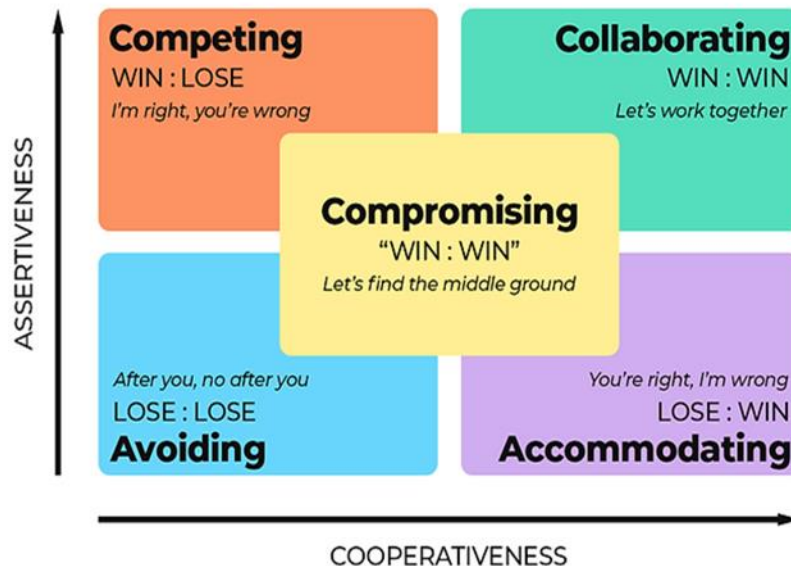 Competing
WIN : LOSE
I'm right, you're wrong
Collaborating
WIN : WIN
Let's work together
Compromising
“WIN : WIN”
Let's find the middle ground
After you, no after you
LOSE : LOSE
Avoiding
You're right, I'm wrong
LOSE : WIN
Accommodating
ASSERTIVENESS
COOPERATIVENESS